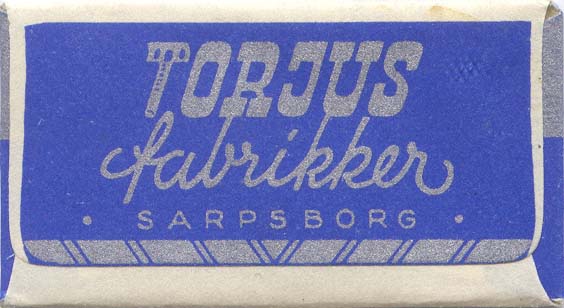 TORJUS
fabrikker
• SARPSBORG •